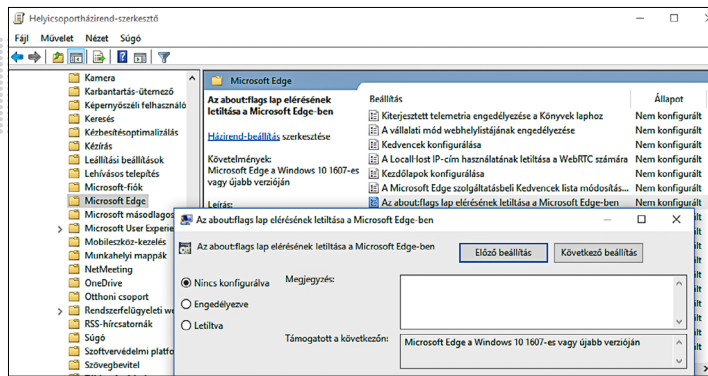 Helyicsoportházirend-szerkesztő
Fájl Művelet Nézet Súgó
Kamera
Karbantartás-ütemező
Képernyőszéli felhasználó
Keresés
Kézbesítésoptimalizálás
Kézírás
Leállítási beállítások
Lehívásos telepítés
Microsoft-fiók
Microsoft Edge
Microsoft másodlagos
Microsoft User Experie
Mobileszköz-kezelés
Munkahelyi mappák
NetMeeting
OneDrive
Otthoni csoport
Rendszerfelügyeleti we
RSS-hírcsatornák
Súgó
Szoftvervédelmi platfo
Szövegbevitel
Microsoft Edge
Az about:flags lap elérésének
letiltása a Microsoft Edge-ben
Házirend-beállítás szerkesztése
Követelmények:
Microsoft Edge a Windows 10 1607-es
vagy újabb verzióján
Leírás:
Beállítás Állapot
Kiterjesztett telemetria engedélyezése a Könyvek laphoz Nem konfigurált
A vállalati mód webhelylistájának engedélyezése Nem konfigurált
Kedvencek konfigurálása Nem konfigurált
A LocalHost IP-cím használatának letiltása a WebRTC számára Nem konfigurált
Kezdőlapok konfigurálása Nem konfigurált
A Microsoft Edge szolgáltatásbeli Kedvencek lista módosítás... Nem konfigurált
Az about:flags lap elérésének letiltása a Microsoft Edge-ben Nem konfigurált
Az about:flags lap elérésének letiltása a Microsoft Edge-ben
Az about:flags lap elérésének letiltása a Microsoft Edge-ben
Előző beállítás Következő beállítás
Nincs konfigurálva
Engedélyezve
Letiltva
Megjegyzés:
Támogatott a következőn:
Microsoft Edge a Windows 10 1607-es vagy újabb verzióján